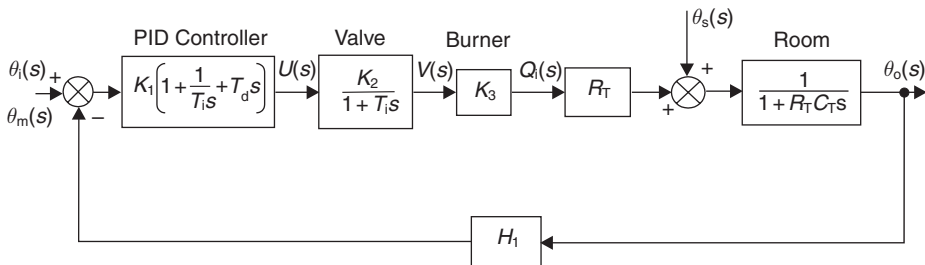 PID Controller
Valve
Burner
θs(s)
Room
θi(s)
+
θm(s)
−
K1(1 + 1/Tis + Tds)
U(s)
K2/(1 + Tis)
V(s)
K3
Qi(s)
RT
+
+
1/(1 + RTCTs)
θo(s)
H1